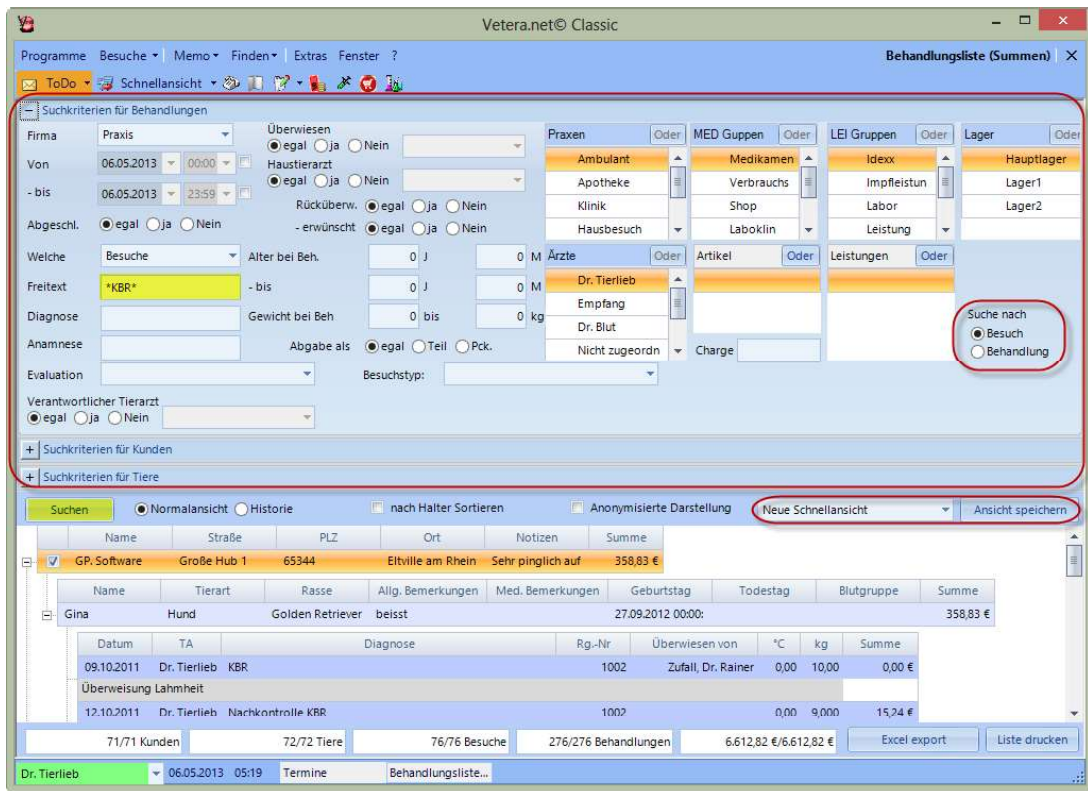 Vetera.net© Classic
Programme Besuche Memo Finden Extras Fenster ? Behandlungsliste (Summen) X
ToDo Schnellansicht
Suchkriterien für Behandlungen
Firma Praxis Überwiesen Praxen Oder MED Guppen Oder LEI Gruppen Oder Lager Oder
egal ja Nein
Von 06.05.2013 00:00 Haustierarzt Ambulant Medikamen Idexx Hauptlager
- bis 06.05.2013 23:59 egal ja Nein Apotheke Verbrauchs Impfleistun Lager1
Rücküberw. egal ja Nein Klinik Shop Labor Lager2
Abgeschl. egal ja Nein - erwünscht egal ja Nein Hausbesuch Laboklin Leistung
Welche Besuche Alter bei Beh. 0 J 0 M Ärzte Oder Artikel Oder Leistungen Oder
Freitext *KBR* - bis 0 J 0 M Dr. Tierlieb
Empfang
Diagnose Gewicht bei Beh 0 bis 0 kg Dr. Blut Suche nach
Besuch
Anamnese Abgabe als egal Teil Pck. Nicht zugeordn Charge Behandlung
Evaluation Besuchstyp:
Verantwortlicher Tierarzt
egal ja Nein
+ Suchkriterien für Kunden
+ Suchkriterien für Tiere
Suchen Normalansicht Historie nach Halter Sortieren Anonymisierte Darstellung Neue Schnellansicht Ansicht speichern
Name Straße PLZ Ort Notizen Summe
GP. Software Große Hub 1 65344 Eltville am Rhein Sehr pinglich auf 358,83 €
Name Tierart Rasse Allg. Bemerkungen Med. Bemerkungen Geburtstag Todestag Blutgruppe Summe
Gina Hund Golden Retriever beisst 27.09.2012 00:00: 358,83 €
Datum TA Diagnose Rg.-Nr Überwiesen von °C kg Summe
09.10.2011 Dr. Tierlieb KBR 1002 Zufall, Dr. Rainer 0,00 10,00 0,00 €
Überweisung Lahmheit
12.10.2011 Dr. Tierlieb Nachkontrolle KBR 1002 0,00 9,000 15,24 €
71/71 Kunden 72/72 Tiere 76/76 Besuche 276/276 Behandlungen 6.612,82 €/6.612,82 € Excel export Liste drucken
Dr. Tierlieb 06.05.2013 05:19 Termine Behandlungsliste...